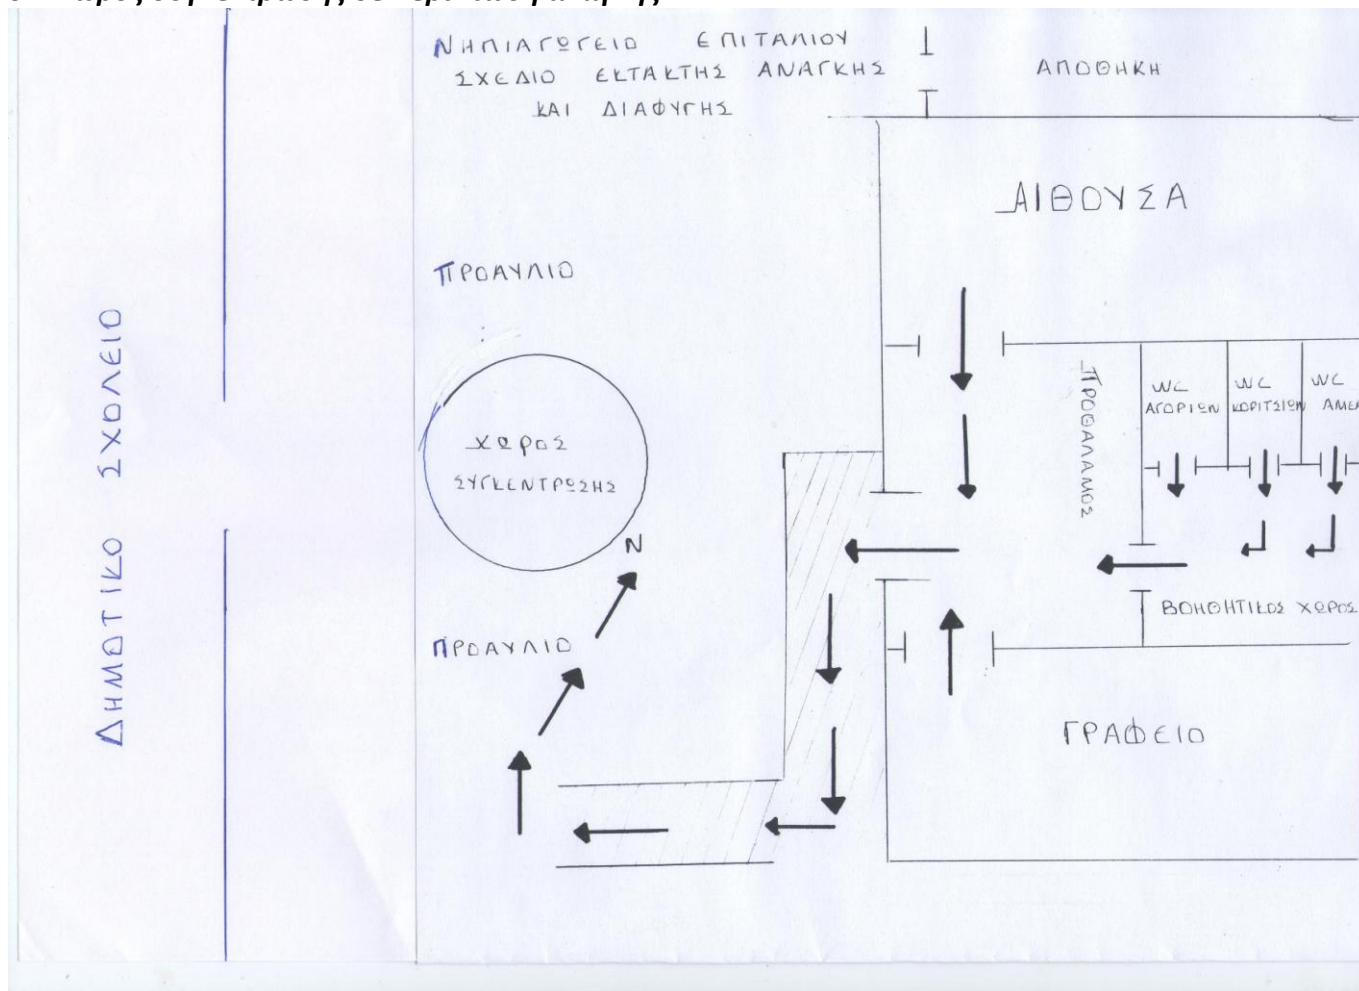 ΝΗΠΙΑΓΩΓΕΙΟ ΕΠΙΤΑΛΙΟΥ
ΣΧΕΔΙΟ ΕΚΤΑΚΤΗΣ ΑΝΑΓΚΗΣ
ΚΑΙ ΔΙΑΦΥΓΗΣ
ΑΠΟΘΗΚΗ
ΑΙΘΟΥΣΑ
ΠΡΟΑΥΛΙΟ
ΔΗΜΟΤΙΚΟ ΣΧΟΛΕΙΟ
ΧΩΡΟΣ
ΣΥΓΚΕΝΤΡΩΣΗΣ
Ν
ΠΡΟΘΑΛΑΜΟΣ
WC
ΑΓΟΡΙΩΝ
WC
ΚΟΡΙΤΣΙΩΝ
WC
ΑΜΕΑ
ΒΟΗΘΗΤΙΚΟΣ ΧΩΡΟΣ
ΠΡΟΑΥΛΙΟ
ΓΡΑΦΕΙΟ